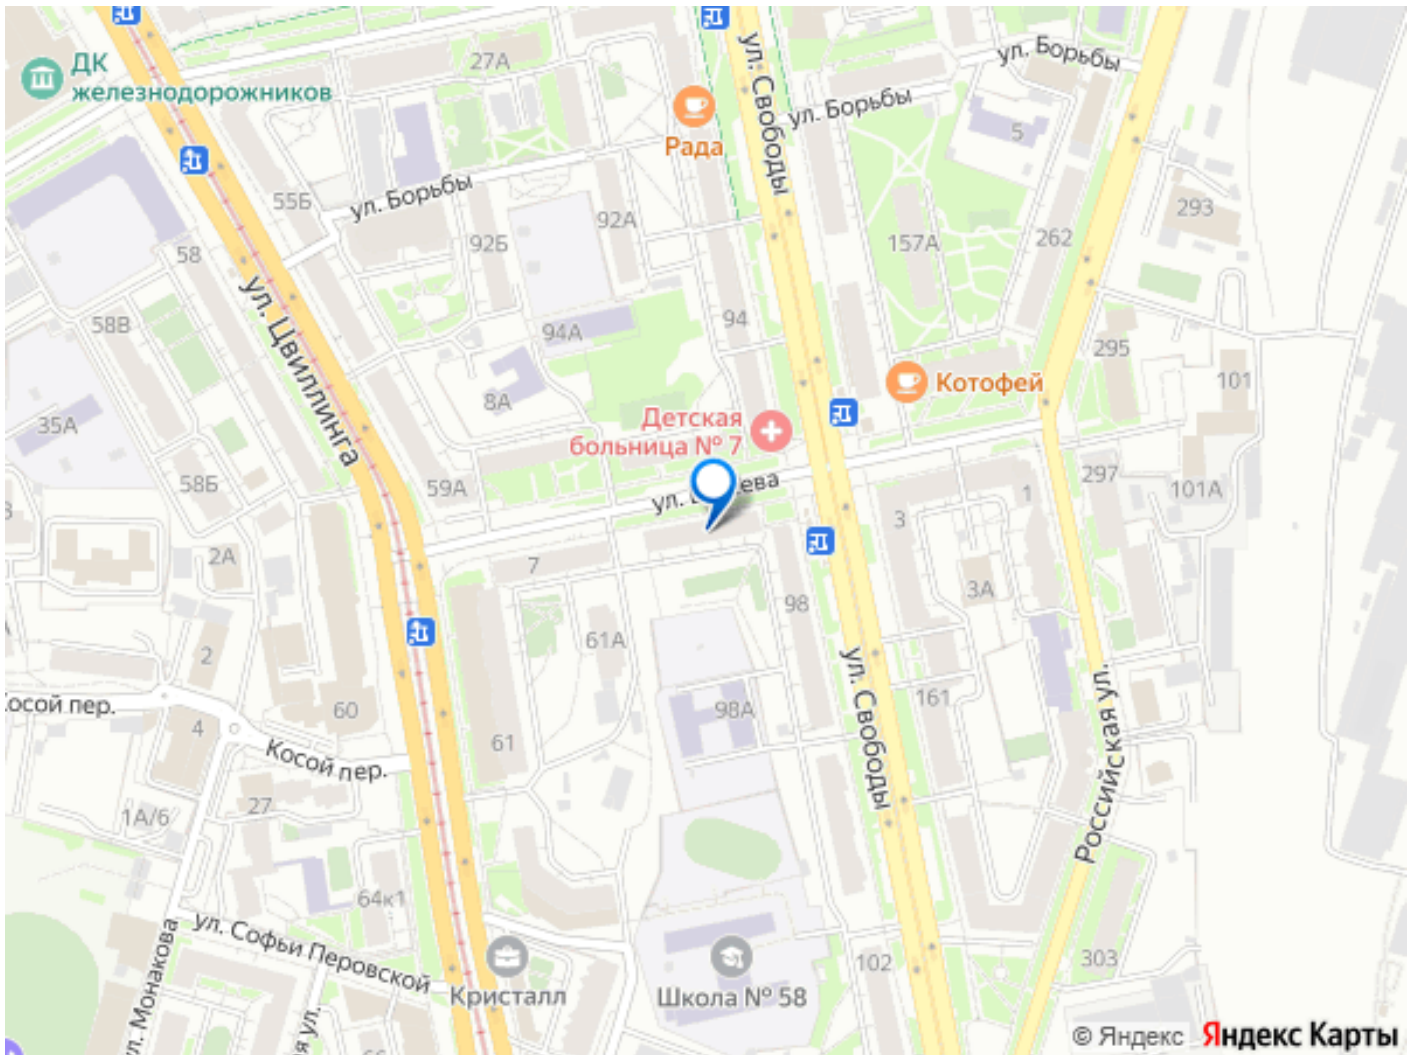 ДК
железнодорожников
27А
Рада
ул. Свободы
ул. Борьбы
ул. Борьбы
5
ул. Борьбы
55Б
58
92Б
92А
157А
262
293
ул. Цвиллинга
58В
94А
94
295
101
8А
Котофей
Детская
больница № 7
35А
58Б
59А
ул.
297
101А
1
3
2А
7
3А
98
61А
2
Косой пер.
4
60
61
98А
ул. Свободы
161
Российская ул.
Косой пер.
1А/6
27
64к1
ул. Софьи Перовской
ул. Монакова
Кристалл
Школа № 58
102
303
© Яндекс
Яндекс Карты